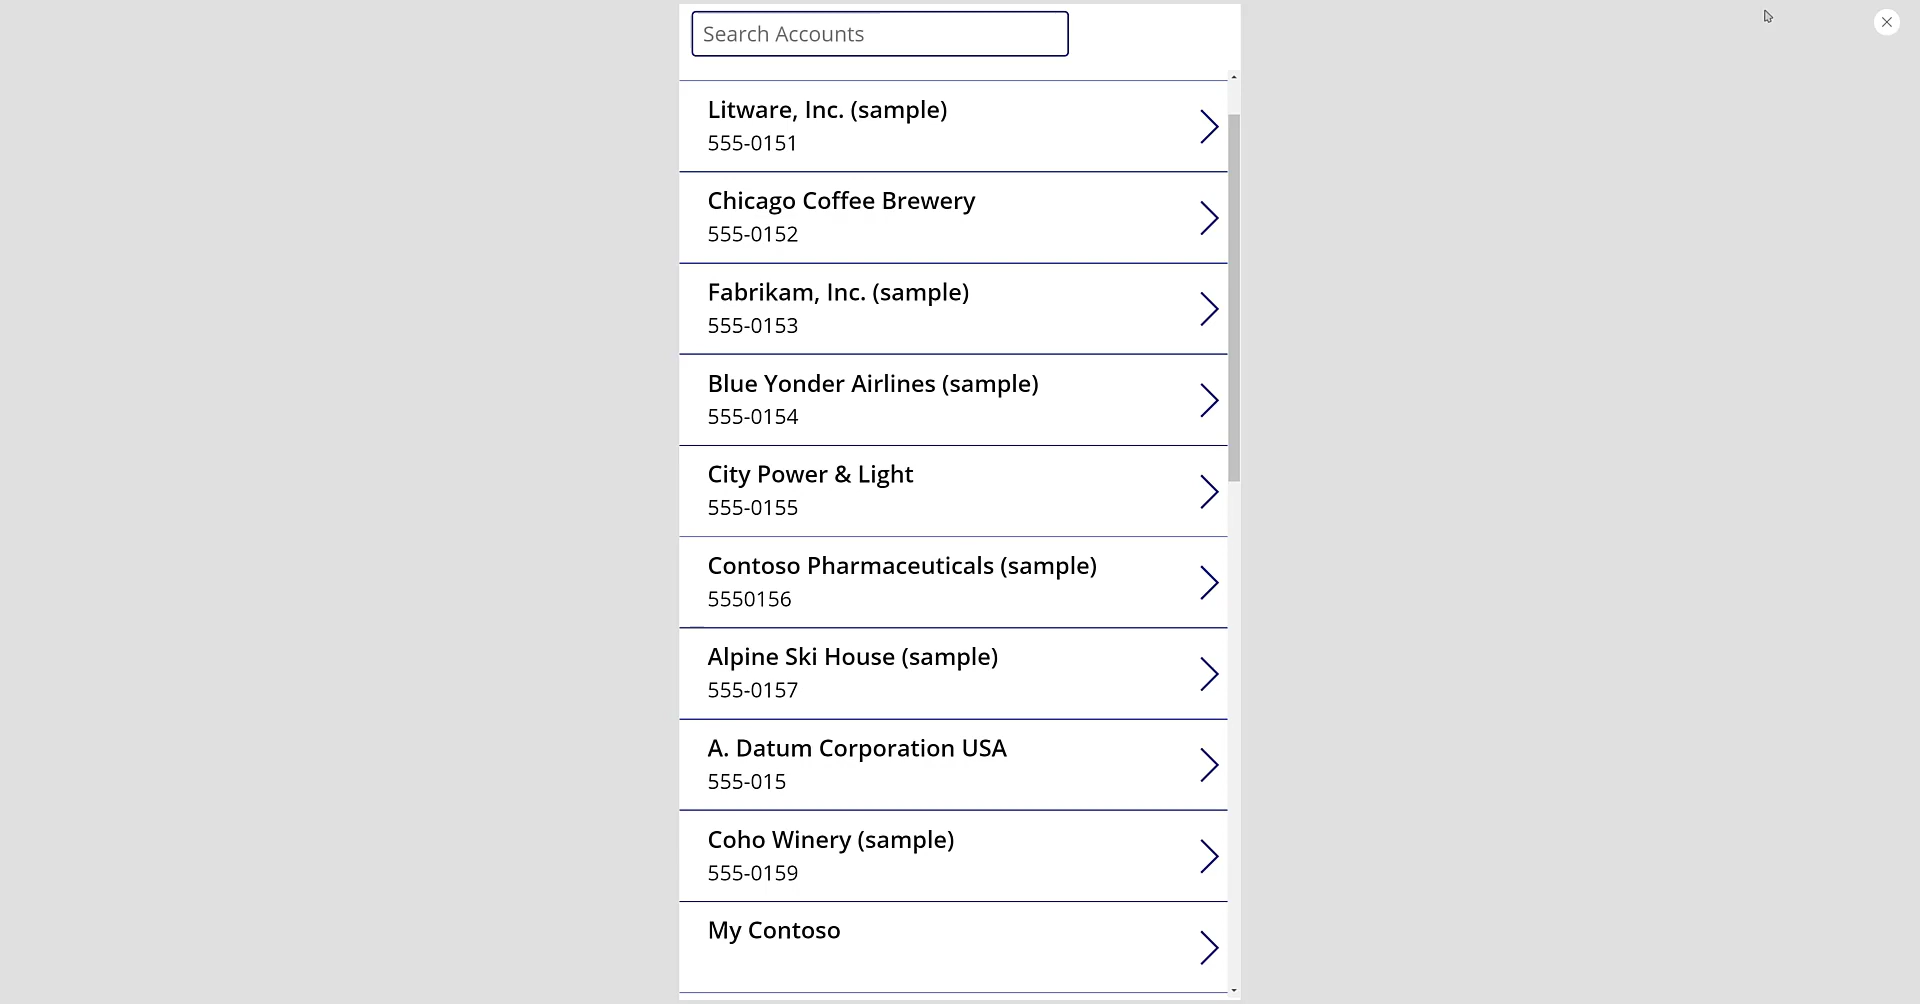 Search Accounts
Litware, Inc. (sample)
555-0151
Chicago Coffee Brewery
555-0152
Fabrikam, Inc. (sample)
555-0153
Blue Yonder Airlines (sample)
555-0154
City Power & Light
555-0155
Contoso Pharmaceuticals (sample)
5550156
Alpine Ski House (sample)
555-0157
A. Datum Corporation USA
555-015
Coho Winery (sample)
555-0159
My Contoso